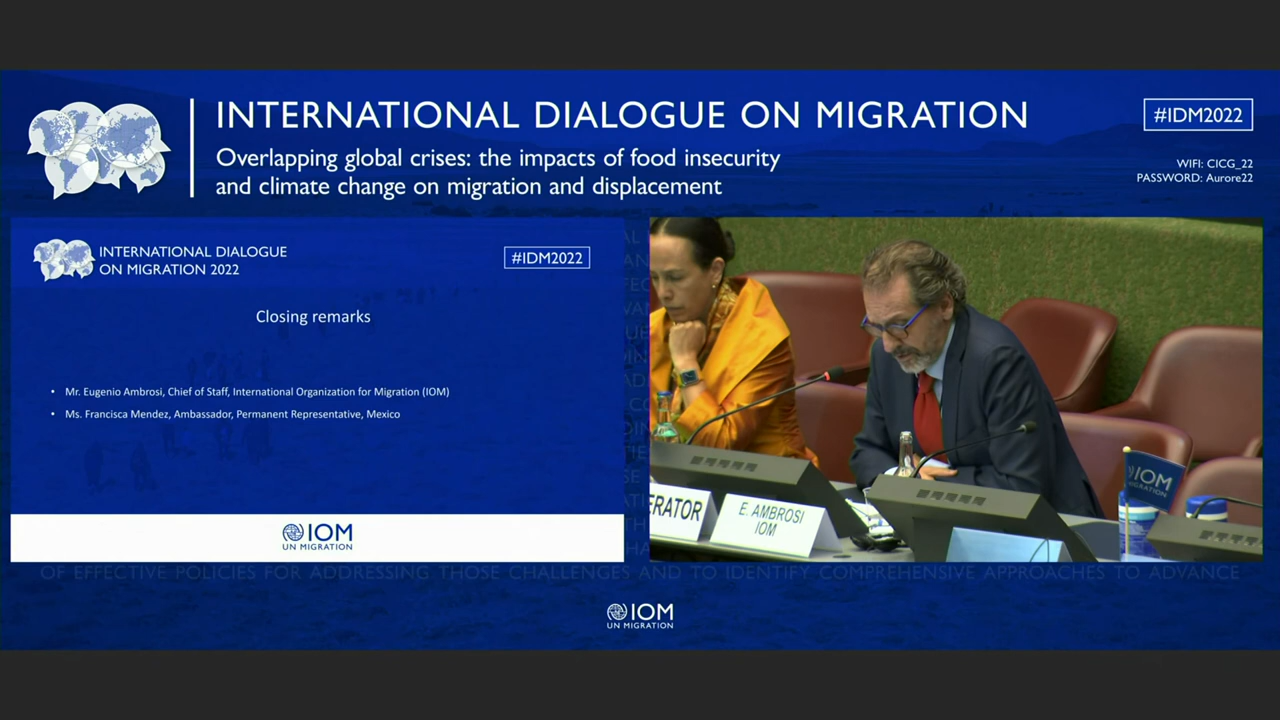 INTERNATIONAL DIALOGUE ON MIGRATION
Overlapping global crises: the impacts of food insecurity
and climate change on migration and displacement
#IDM2022
WIFI: CICG_22
PASSWORD: Aurore22
INTERNATIONAL DIALOGUE
ON MIGRATION 2022
#IDM2022
Closing remarks
• Mr. Eugenio Ambrosi, Chief of Staff, International Organization for Migration (IOM)
• Ms. Francisca Mendez, Ambassador, Permanent Representative, Mexico
IOM
UN MIGRATION
ERATOR
E. AMBROSI
IOM
IOM
MIGRATION
OF EFFECTIVE POLICIES FOR ADDRESSING THOSE CHALLENGES AND TO IDENTIFY COMPREHENSIVE APPROACHES TO ADVANCE
IOM
UN MIGRATION